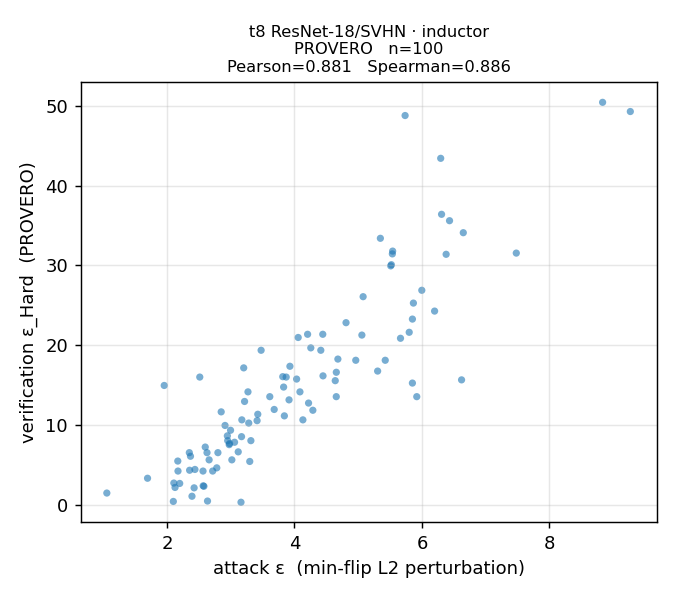 t8 ResNet-18/SVHN · inductor
PROVERO   n=100
Pearson=0.881   Spearman=0.886
50
40
30
20
10
0
verification ε_Hard  (PROVERO)
2
4
6
8
attack ε  (min-flip L2 perturbation)